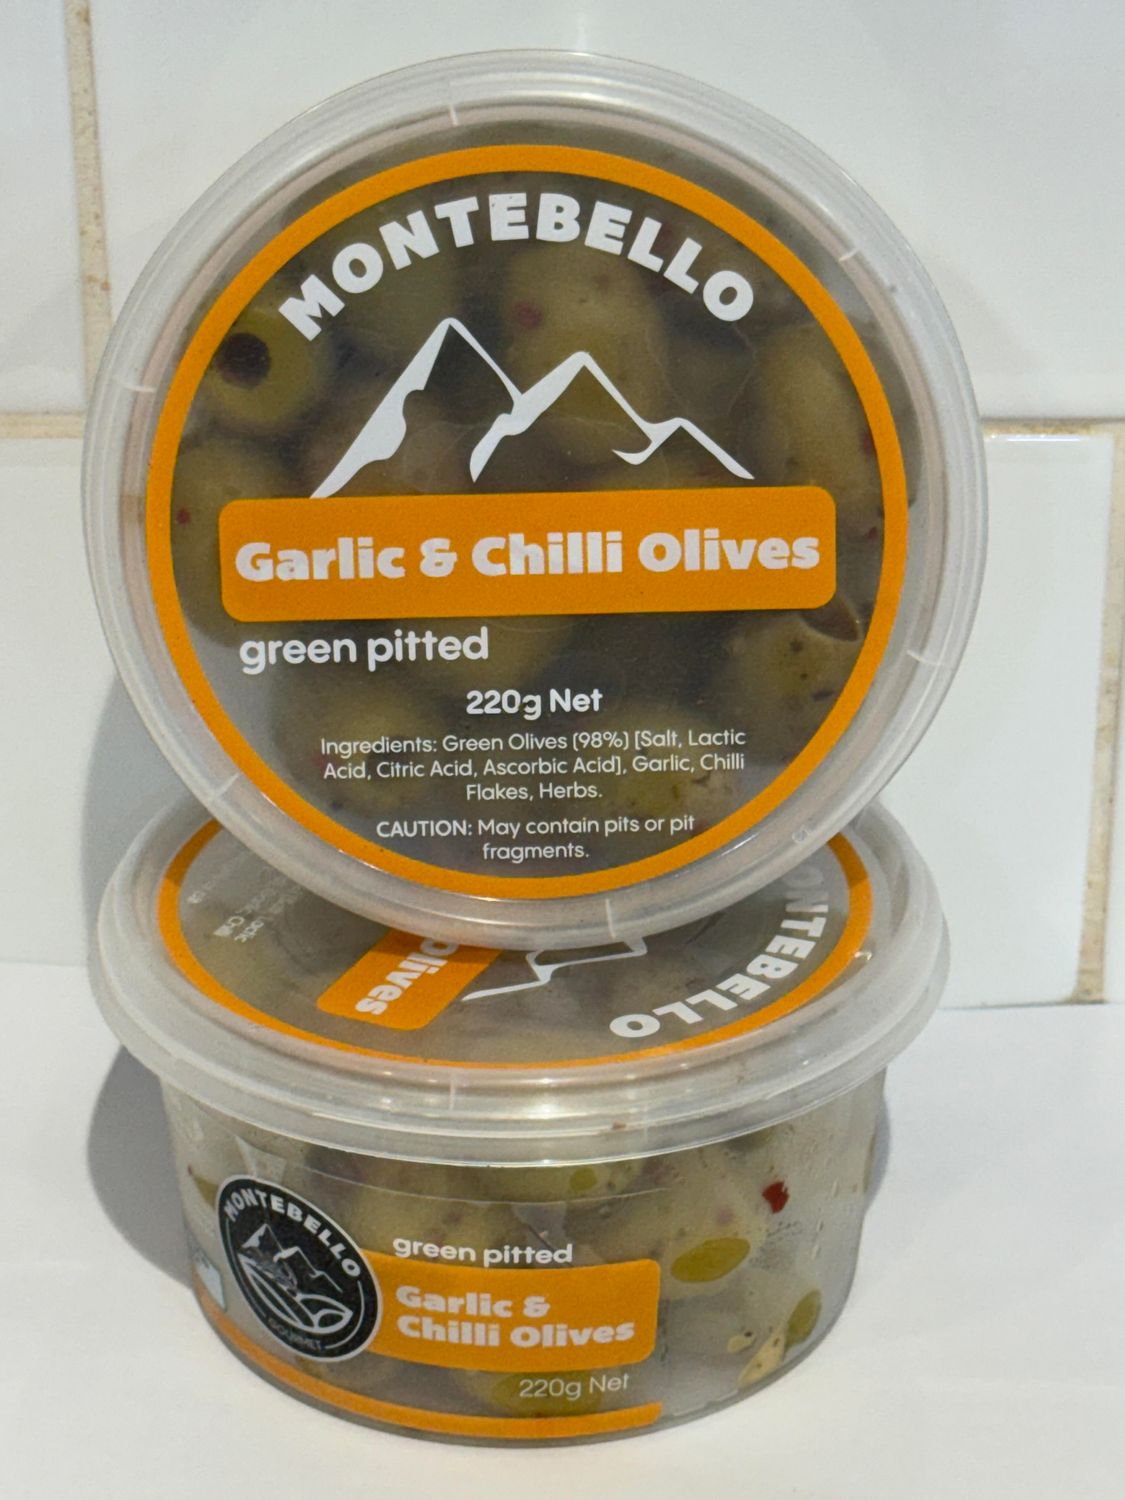 MONTEBELLO
Garlic & Chilli Olives
green pitted
220g Net
Ingredients: Green Olives (98%) [Salt, Lactic
Acid, Citric Acid, Ascorbic Acid], Garlic, Chilli
Flakes, Herbs.
CAUTION: May contain pits or pit
fragments.
Olives
MONTEBELLO
MONTEBELLO
GOURMET
green pitted
Garlic &
Chilli Olives
220g Net